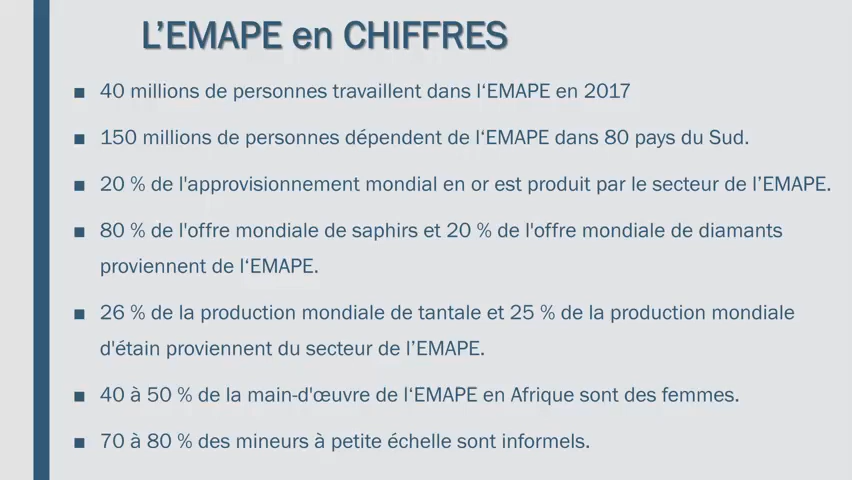 L’EMAPE en CHIFFRES
■ 40 millions de personnes travaillent dans l‘EMAPE en 2017
■ 150 millions de personnes dépendent de l‘EMAPE dans 80 pays du Sud.
■ 20 % de l'approvisionnement mondial en or est produit par le secteur de l’EMAPE.
■ 80 % de l'offre mondiale de saphirs et 20 % de l'offre mondiale de diamants
proviennent de l‘EMAPE.
■ 26 % de la production mondiale de tantale et 25 % de la production mondiale
d'étain proviennent du secteur de l’EMAPE.
■ 40 à 50 % de la main-d'œuvre de l‘EMAPE en Afrique sont des femmes.
■ 70 à 80 % des mineurs à petite échelle sont informels.